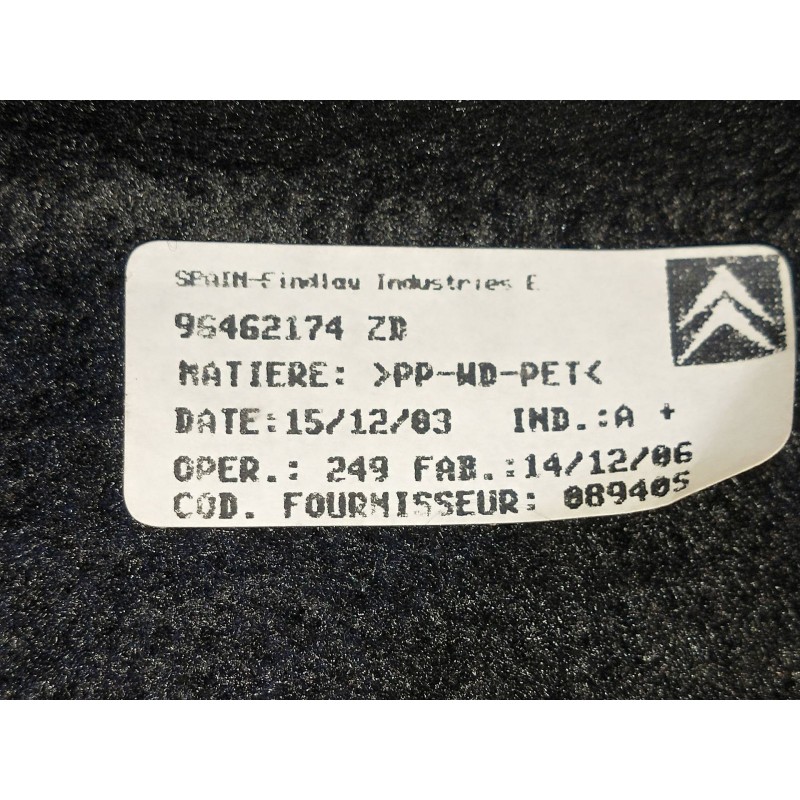 SPAIN-Findlay Industries E
96462174 ZD
MATIERE: >PP-WD-PET<
DATE:15/12/03 IND.:A +
OPER.: 249 FAB.:14/12/06
COD. FOURNISSEUR: 08940S